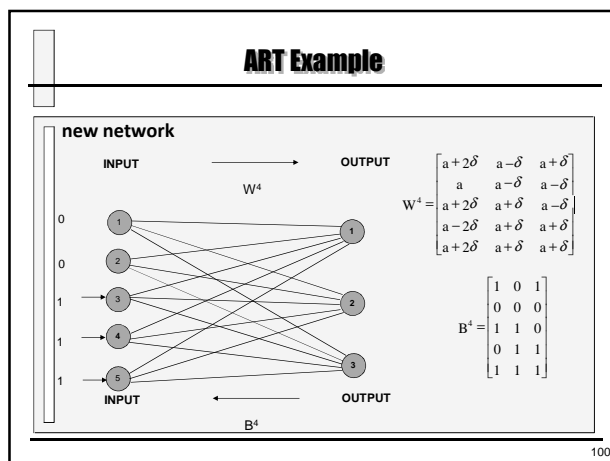 ART Example
new network
INPUT OUTPUT
W⁴
0
0
1
1
1
1
2
3
4
5
1
2
3
INPUT OUTPUT
B⁴
W⁴ =
a + 2δ a − δ a + δ
a a − δ a − δ
a + 2δ a + δ a − δ
a − 2δ a + δ a + δ
a + 2δ a + δ a + δ
B⁴ =
1 0 1
0 0 0
1 1 0
0 1 1
1 1 1
100